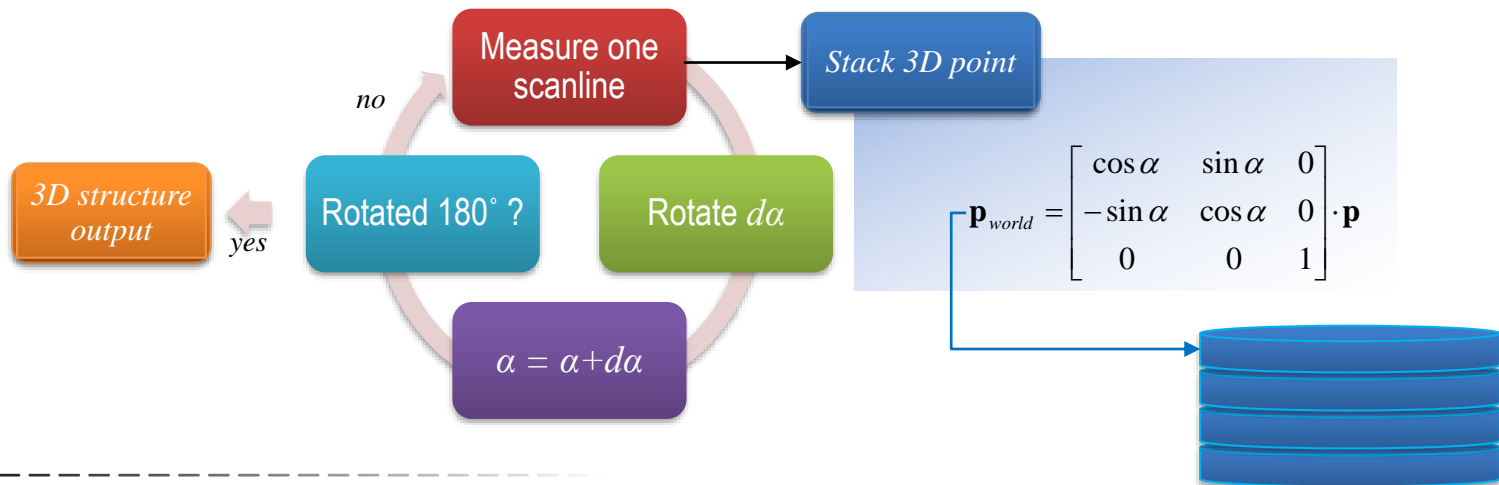 Measure one
scanline
Stack 3D point
no
3D structure
output
yes
Rotated 180° ?
Rotate dα
α = α+dα
p_world = [cos α sin α 0
−sin α cos α 0
0 0 1] · p